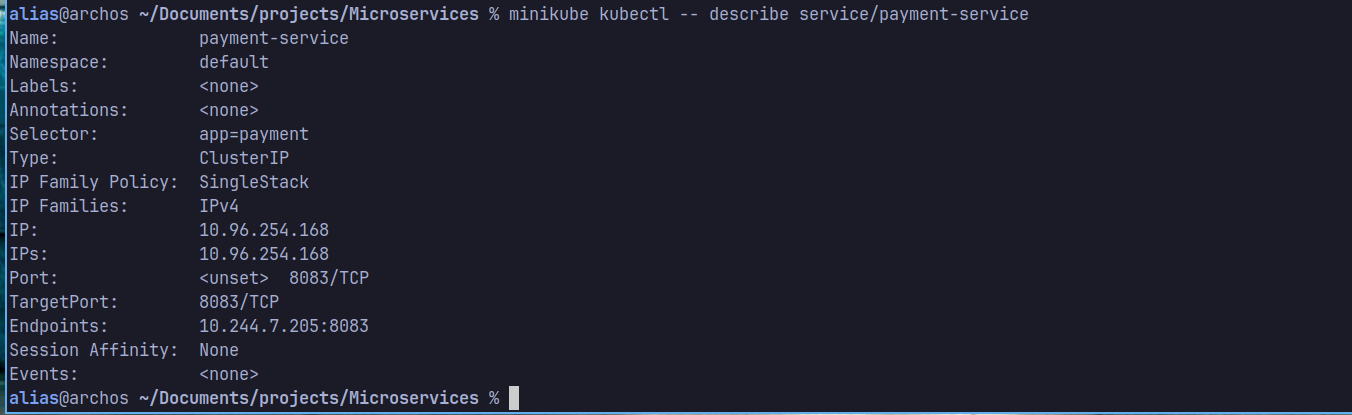 alias@archos ~/Documents/projects/Microservices % minikube kubectl -- describe service/payment-service
Name:              payment-service
Namespace:         default
Labels:            <none>
Annotations:       <none>
Selector:          app=payment
Type:              ClusterIP
IP Family Policy:  SingleStack
IP Families:       IPv4
IP:                10.96.254.168
IPs:               10.96.254.168
Port:              <unset>  8083/TCP
TargetPort:        8083/TCP
Endpoints:         10.244.7.205:8083
Session Affinity:  None
Events:            <none>
alias@archos ~/Documents/projects/Microservices %